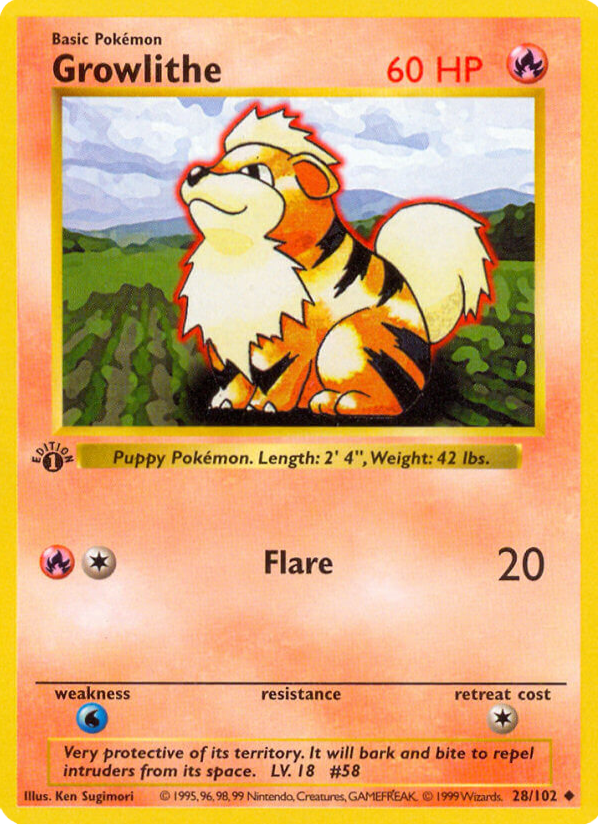 Basic Pokémon
Growlithe 60 HP
EDITION
1
Puppy Pokémon. Length: 2' 4", Weight: 42 lbs.
Flare 20
weakness resistance retreat cost
Very protective of its territory. It will bark and bite to repel
intruders from its space. LV. 18 #58
Illus. Ken Sugimori © 1995, 96, 98, 99 Nintendo, Creatures, GAMEFREAK. © 1999 Wizards. 28/102